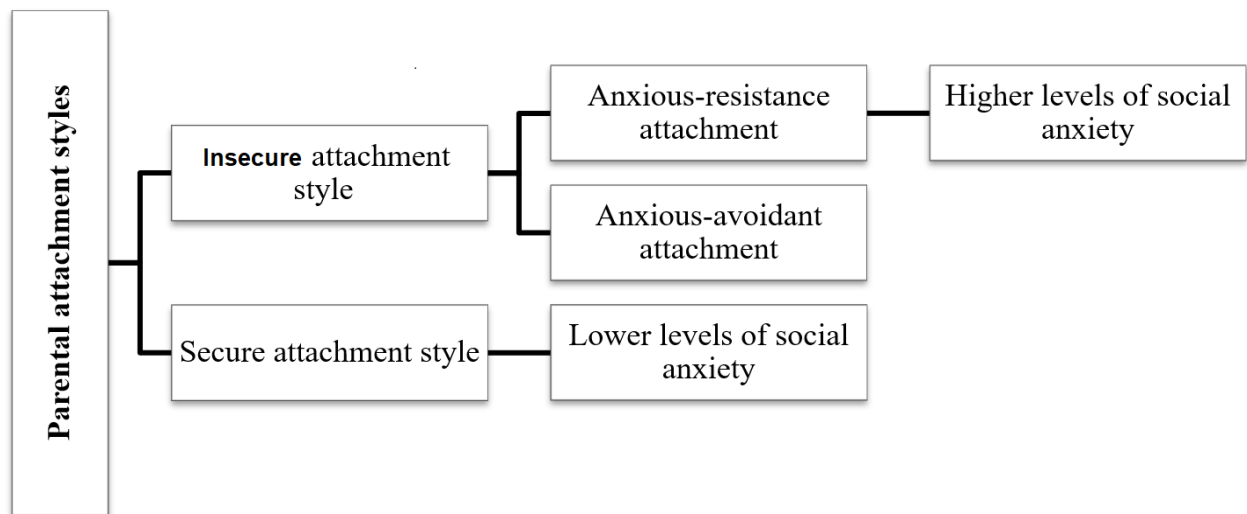 Parental attachment styles
Insecure attachment
style
Anxious-resistance
attachment
Higher levels of social
anxiety
Anxious-avoidant
attachment
Secure attachment style
Lower levels of social
anxiety